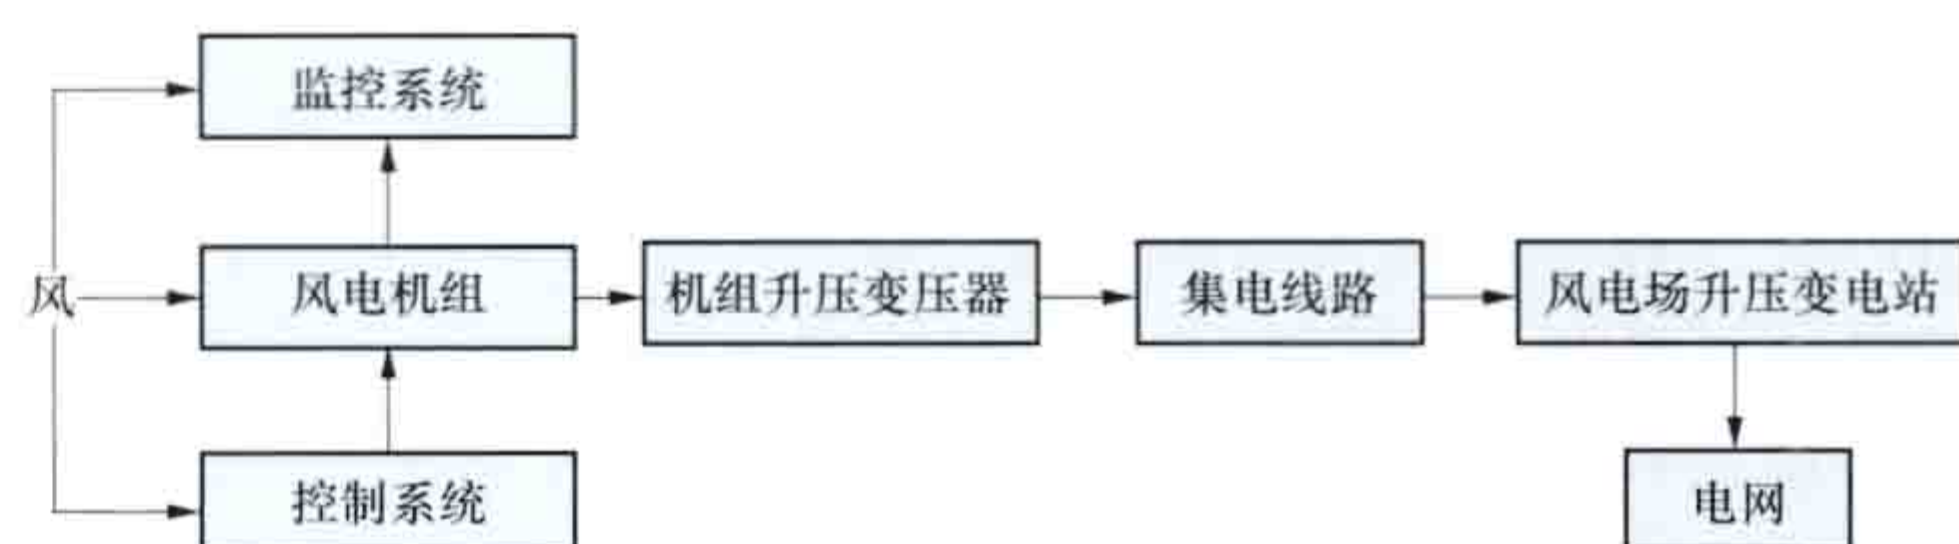 监控系统
风
风电机组
机组升压变压器
集电线路
风电场升压变电站
控制系统
电网